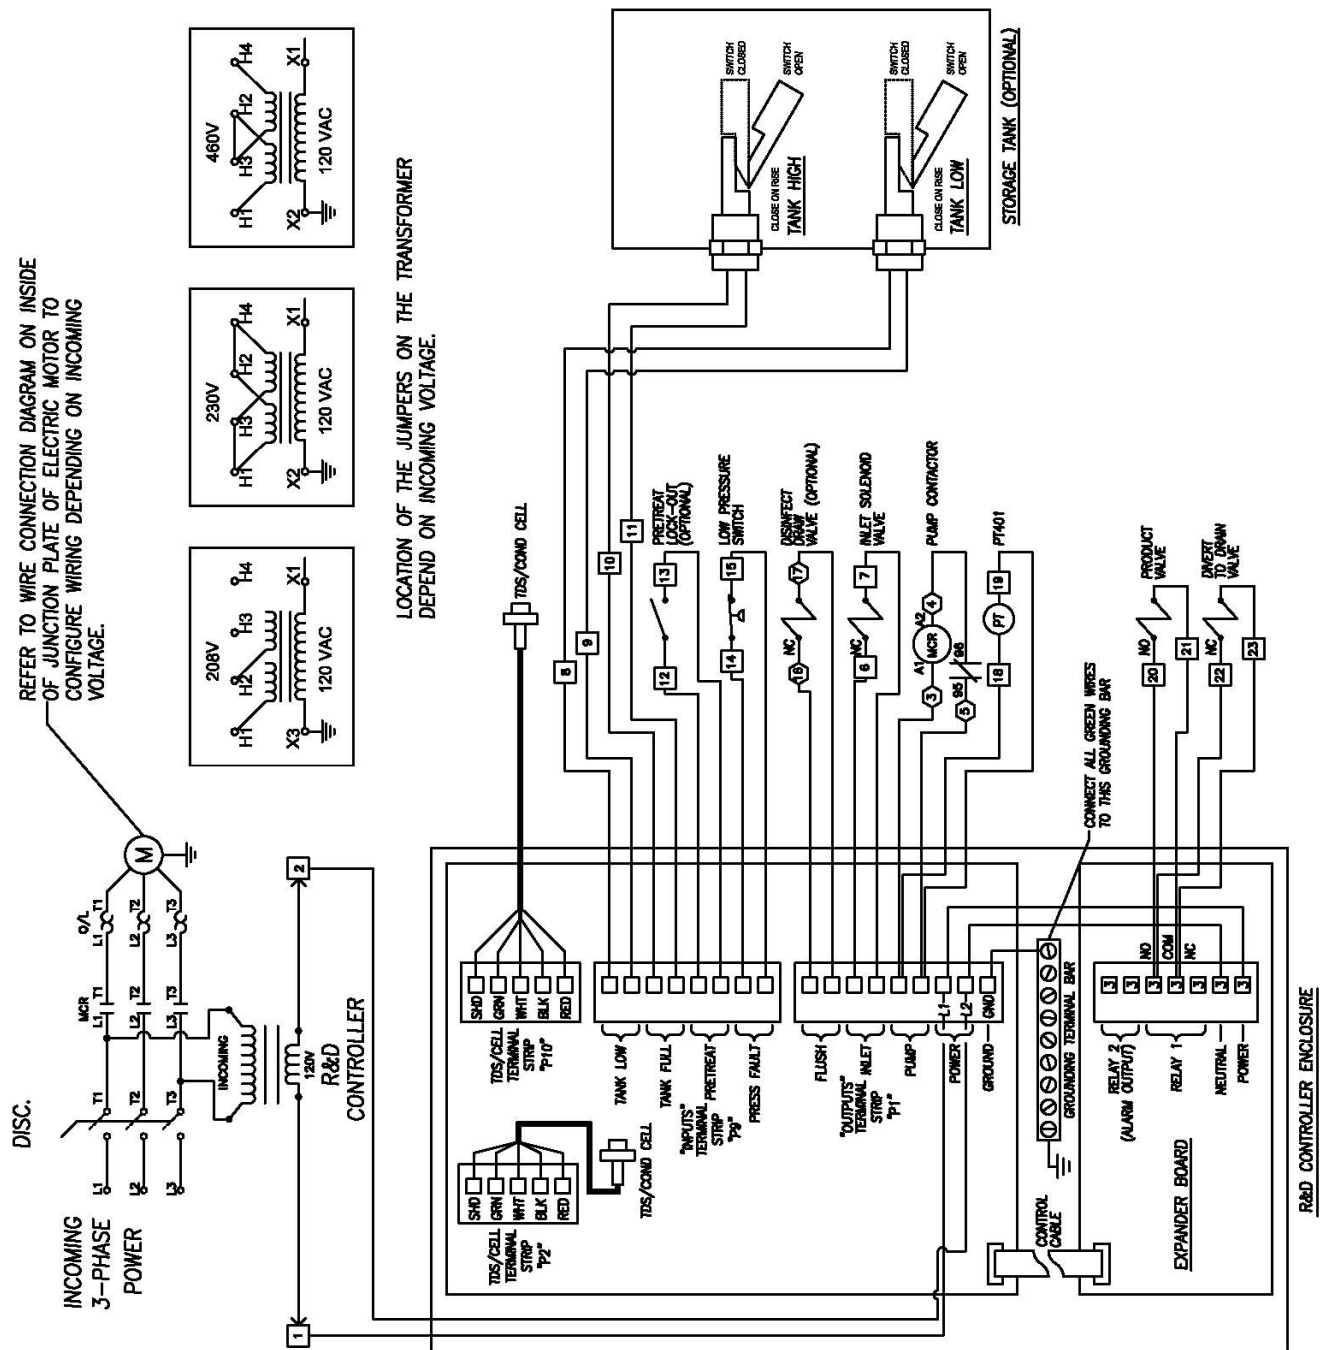 REFER TO WIRE CONNECTION DIAGRAM ON INSIDE
OF JUNCTION PLATE OF ELECTRIC MOTOR TO
CONFIGURE WIRING DEPENDING ON INCOMING
VOLTAGE.
208V
H1 H2 H3 H4
120 VAC
X3 X1
230V
H1 H3 H2 H4
120 VAC
X2 X1
460V
H1 H3 H2 H4
120 VAC
X2 X1
LOCATION OF THE JUMPERS ON THE TRANSFORMER
DEPEND ON INCOMING VOLTAGE.
DISC.
INCOMING
3-PHASE
POWER
L1 T1
L2 T2
L3 T3
MCR
L1 T1
L2 T2
L3 T3
O/L
L1 T1
L2 T2
L3 T3
M
INCOMING
120V
R&D
CONTROLLER
1
2
SHD
GRN
WHT
BLK
RED
TDS/CELL
TERMINAL
STRIP
"P2"
TDS/COND CELL
SHD
GRN
WHT
BLK
RED
TDS/CELL
TERMINAL
STRIP
"P10"
TDS/COND CELL
TANK LOW
TANK FULL
PRETREAT
PRESS FAULT
"INPUTS"
TERMINAL
STRIP
"P9"
8
9
10
11
12
13
PRETREAT
LOCK-OUT
(OPTIONAL)
14
15
LOW PRESSURE
SWITCH
FLUSH
INLET
PUMP
POWER
L1
L2
GROUND
GND
"OUTPUTS"
TERMINAL
STRIP
"P1"
16
NC
17
DISINFECT
DRAW
VALVE (OPTIONAL)
6
NC
7
INLET SOLENOID
VALVE
3
A1
MCR
A2
4
5
95
96
PUMP CONTACTOR
18
PT
19
PT401
CONNECT ALL GREEN WIRES
TO THIS GROUNDING BAR
GROUNDING TERMINAL BAR
CONTROL
CABLE
RELAY 2
(ALARM OUTPUT)
RELAY 1
NEUTRAL
POWER
3
3
3
3
3
3
3
NO
COM
NC
EXPANDER BOARD
20
NO
21
PRODUCT
VALVE
22
NC
23
DIVERT
TO DRAIN
VALVE
R&D CONTROLLER ENCLOSURE
SWITCH
CLOSED
SWITCH
OPEN
CLOSE ON RISE
TANK HIGH
SWITCH
CLOSED
SWITCH
OPEN
CLOSE ON RISE
TANK LOW
STORAGE TANK (OPTIONAL)